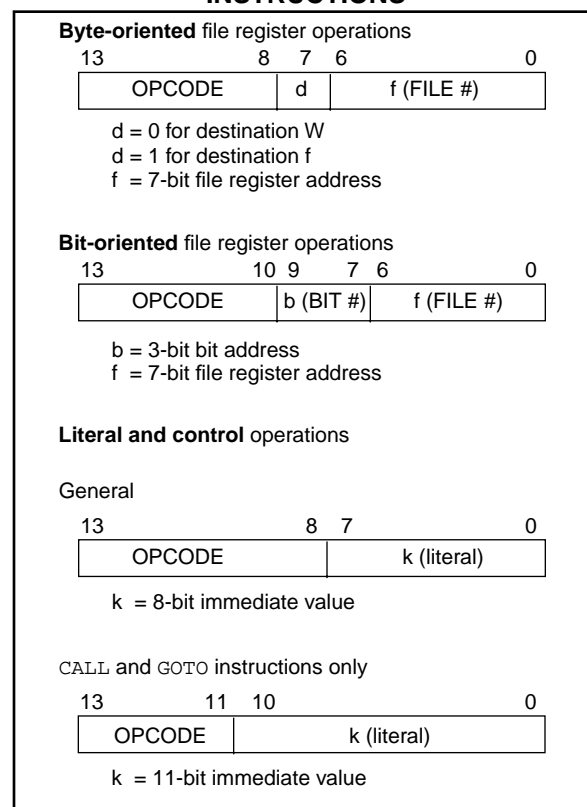 INSTRUCTIONS
Byte-oriented file register operations
13 8 7 6 0
OPCODE d f (FILE #)
d = 0 for destination W
d = 1 for destination f
f = 7-bit file register address
Bit-oriented file register operations
13 10 9 7 6 0
OPCODE b (BIT #) f (FILE #)
b = 3-bit bit address
f = 7-bit file register address
Literal and control operations
General
13 8 7 0
OPCODE k (literal)
k = 8-bit immediate value
CALL and GOTO instructions only
13 11 10 0
OPCODE k (literal)
k = 11-bit immediate value